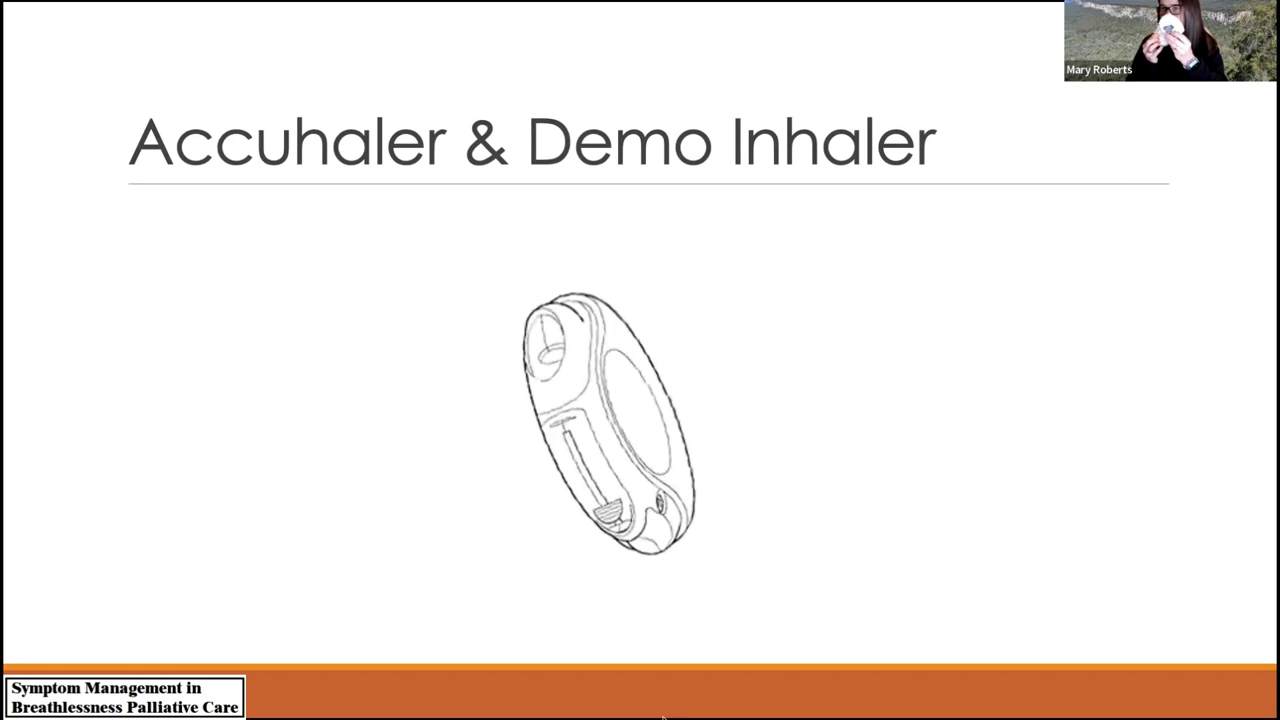 Mary Roberts
Accuhaler & Demo Inhaler
Symptom Management in
Breathlessness Palliative Care